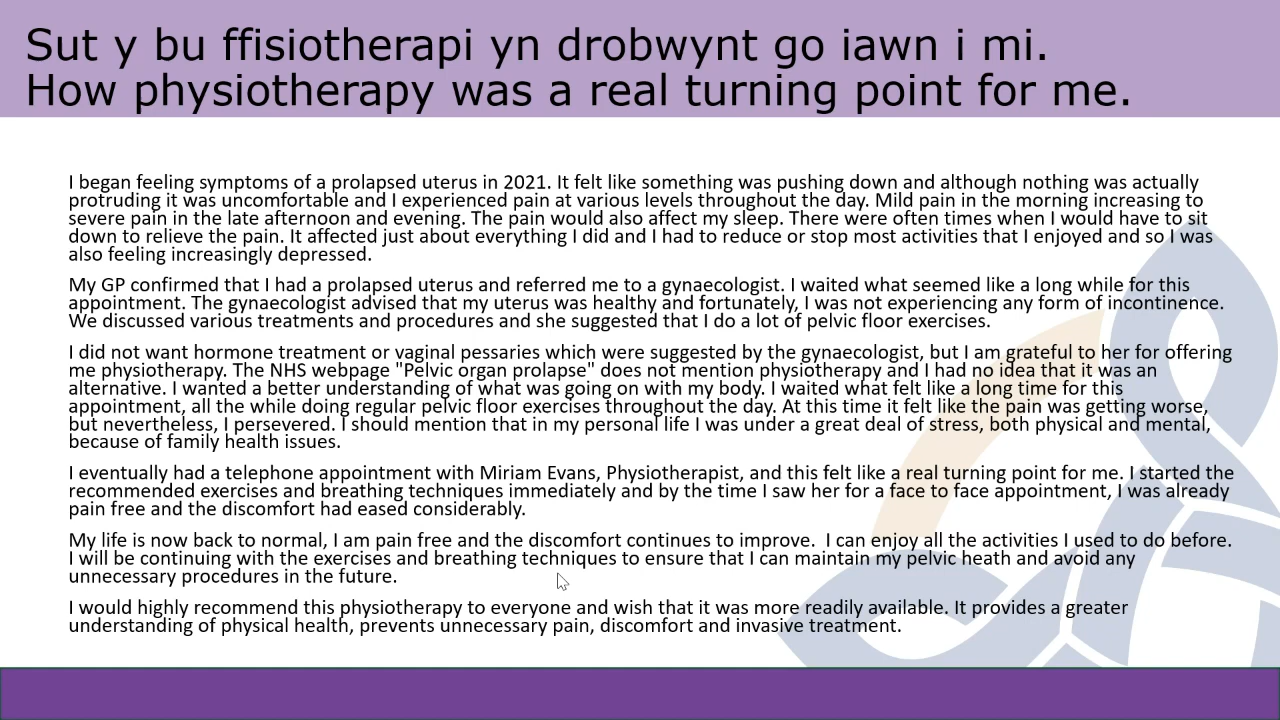 Sut y bu ffisiotherapi yn drobwynt go iawn i mi.
How physiotherapy was a real turning point for me.
I began feeling symptoms of a prolapsed uterus in 2021. It felt like something was pushing down and although nothing was actually
protruding it was uncomfortable and I experienced pain at various levels throughout the day. Mild pain in the morning increasing to
severe pain in the late afternoon and evening. The pain would also affect my sleep. There were often times when I would have to sit
down to relieve the pain. It affected just about everything I did and I had to reduce or stop most activities that I enjoyed and so I was
also feeling increasingly depressed.
My GP confirmed that I had a prolapsed uterus and referred me to a gynaecologist. I waited what seemed like a long while for this
appointment. The gynaecologist advised that my uterus was healthy and fortunately, I was not experiencing any form of incontinence.
We discussed various treatments and procedures and she suggested that I do a lot of pelvic floor exercises.
I did not want hormone treatment or vaginal pessaries which were suggested by the gynaecologist, but I am grateful to her for offering
me physiotherapy. The NHS webpage "Pelvic organ prolapse" does not mention physiotherapy and I had no idea that it was an
alternative. I wanted a better understanding of what was going on with my body. I waited what felt like a long time for this
appointment, all the while doing regular pelvic floor exercises throughout the day. At this time it felt like the pain was getting worse,
but nevertheless, I persevered. I should mention that in my personal life I was under a great deal of stress, both physical and mental,
because of family health issues.
I eventually had a telephone appointment with Miriam Evans, Physiotherapist, and this felt like a real turning point for me. I started the
recommended exercises and breathing techniques immediately and by the time I saw her for a face to face appointment, I was already
pain free and the discomfort had eased considerably.
My life is now back to normal, I am pain free and the discomfort continues to improve.  I can enjoy all the activities I used to do before.
I will be continuing with the exercises and breathing techniques to ensure that I can maintain my pelvic heath and avoid any
unnecessary procedures in the future.
I would highly recommend this physiotherapy to everyone and wish that it was more readily available. It provides a greater
understanding of physical health, prevents unnecessary pain, discomfort and invasive treatment.